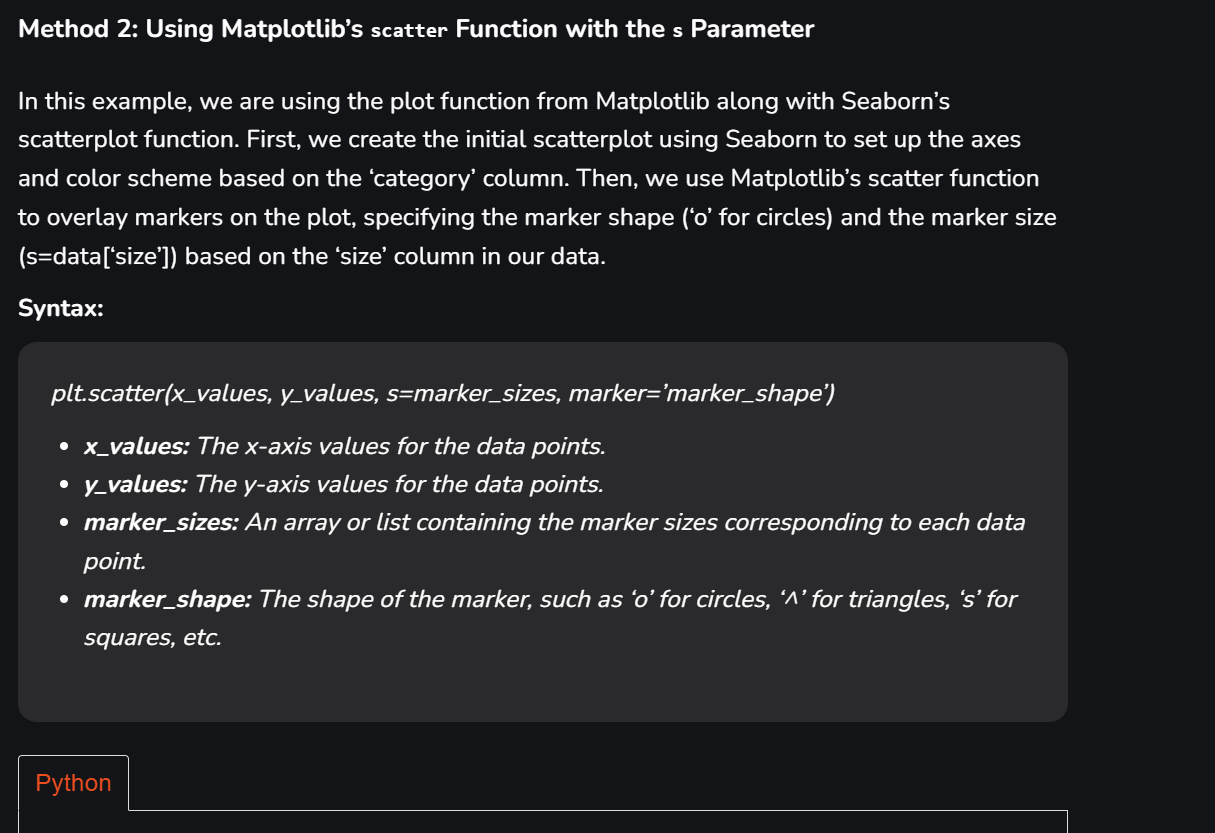 Method 2: Using Matplotlib’s scatter Function with the s Parameter
In this example, we are using the plot function from Matplotlib along with Seaborn’s
scatterplot function. First, we create the initial scatterplot using Seaborn to set up the axes
and color scheme based on the ‘category’ column. Then, we use Matplotlib’s scatter function
to overlay markers on the plot, specifying the marker shape (‘o’ for circles) and the marker size
(s=data[‘size’]) based on the ‘size’ column in our data.
Syntax:
plt.scatter(x_values, y_values, s=marker_sizes, marker=’marker_shape’)
• x_values: The x-axis values for the data points.
• y_values: The y-axis values for the data points.
• marker_sizes: An array or list containing the marker sizes corresponding to each data
point.
• marker_shape: The shape of the marker, such as ‘o’ for circles, ‘^’ for triangles, ‘s’ for
squares, etc.
Python